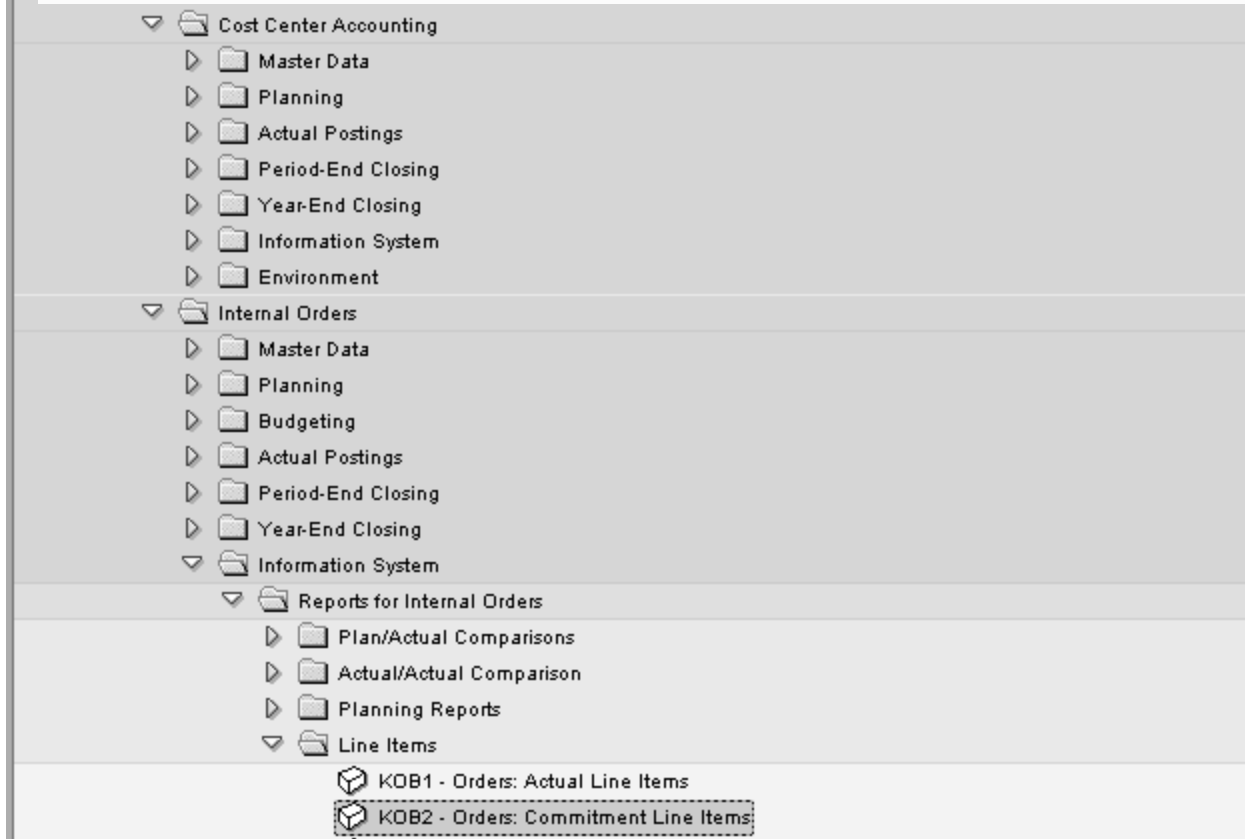 Cost Center Accounting
Master Data
Planning
Actual Postings
Period-End Closing
Year-End Closing
Information System
Environment
Internal Orders
Master Data
Planning
Budgeting
Actual Postings
Period-End Closing
Year-End Closing
Information System
Reports for Internal Orders
Plan/Actual Comparisons
Actual/Actual Comparison
Planning Reports
Line Items
KOB1 - Orders: Actual Line Items
KOB2 - Orders: Commitment Line Items